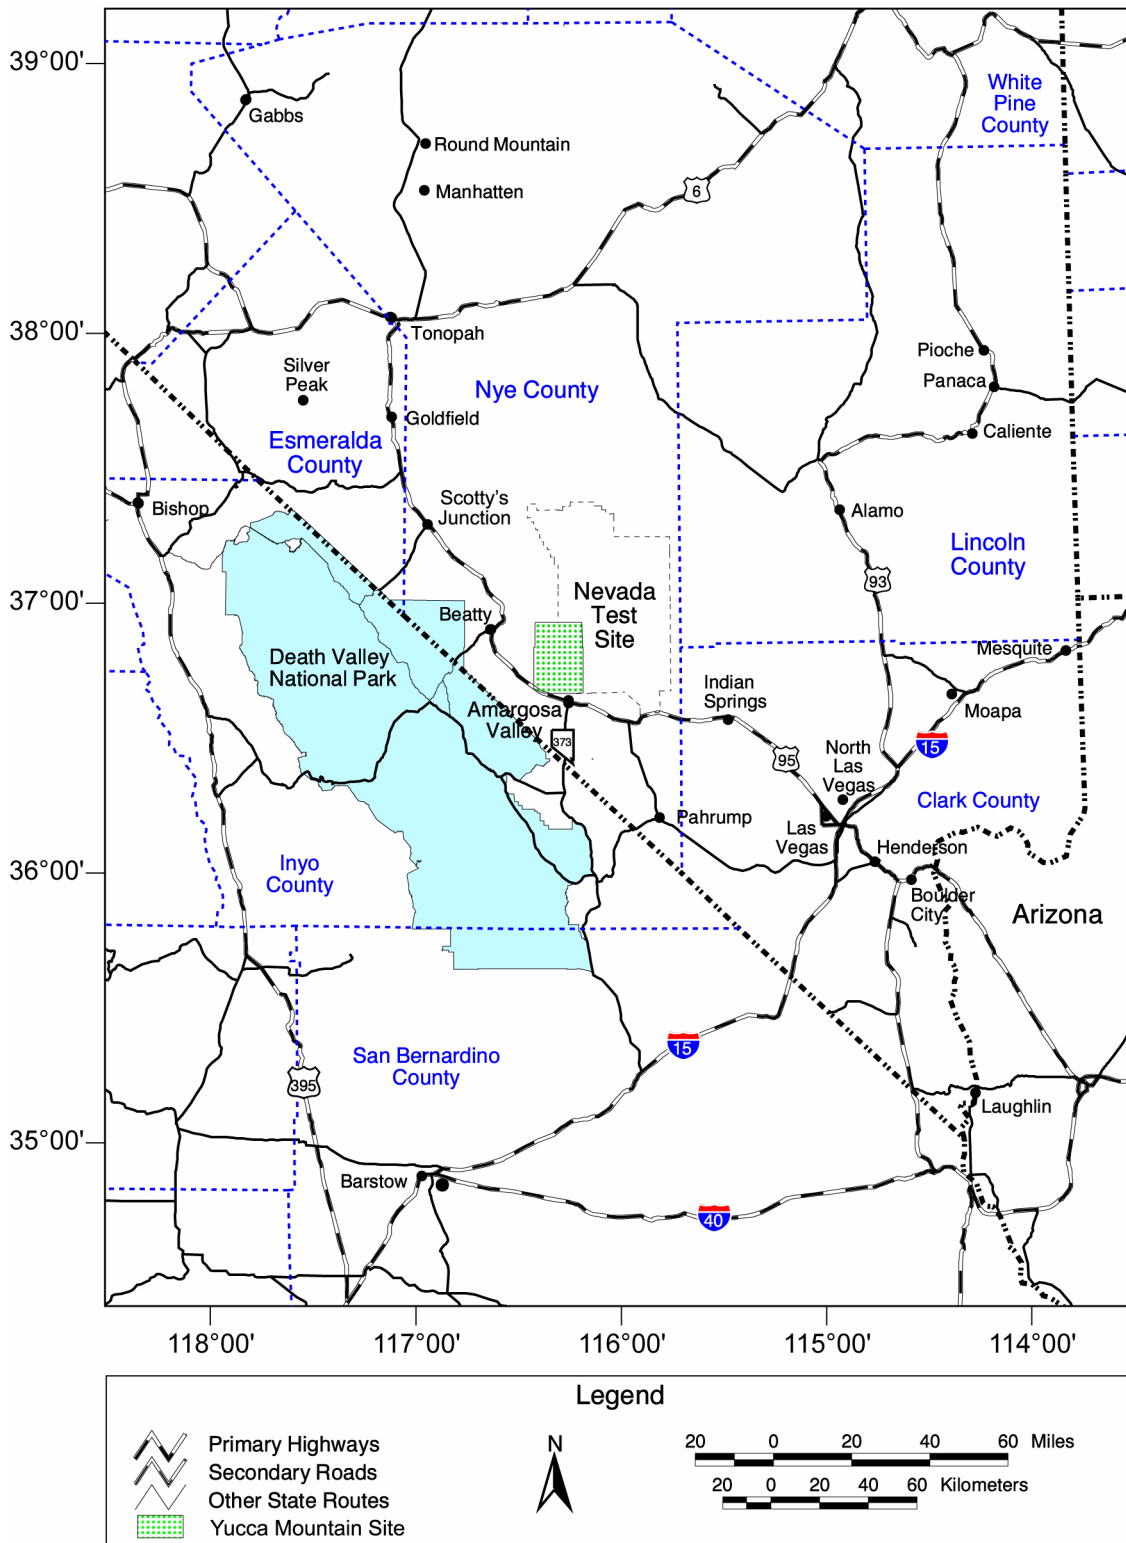 39°00'
38°00'
37°00'
36°00'
35°00'
Gabbs
Round Mountain
Manhatten
White
Pine
County
6
Tonopah
Silver
Peak
Nye County
Pioche
Panaca
Goldfield
Esmeralda
County
Caliente
Bishop
Scotty's
Junction
Alamo
Lincoln
County
93
Nevada
Test
Site
Beatty
Mesquite
Death Valley
National Park
Indian
Springs
Amargosa
Valley
373
Moapa
15
North
Las
Vegas
95
Clark County
Pahrump
Las
Vegas
Henderson
Inyo
County
Boulder
City
Arizona
15
San Bernardino
County
395
Laughlin
Barstow
40
118°00'
117°00'
116°00'
115°00'
114°00'
Legend
Primary Highways
Secondary Roads
Other State Routes
Yucca Mountain Site
N
20 0 20 40 60 Miles
20 0 20 40 60 Kilometers